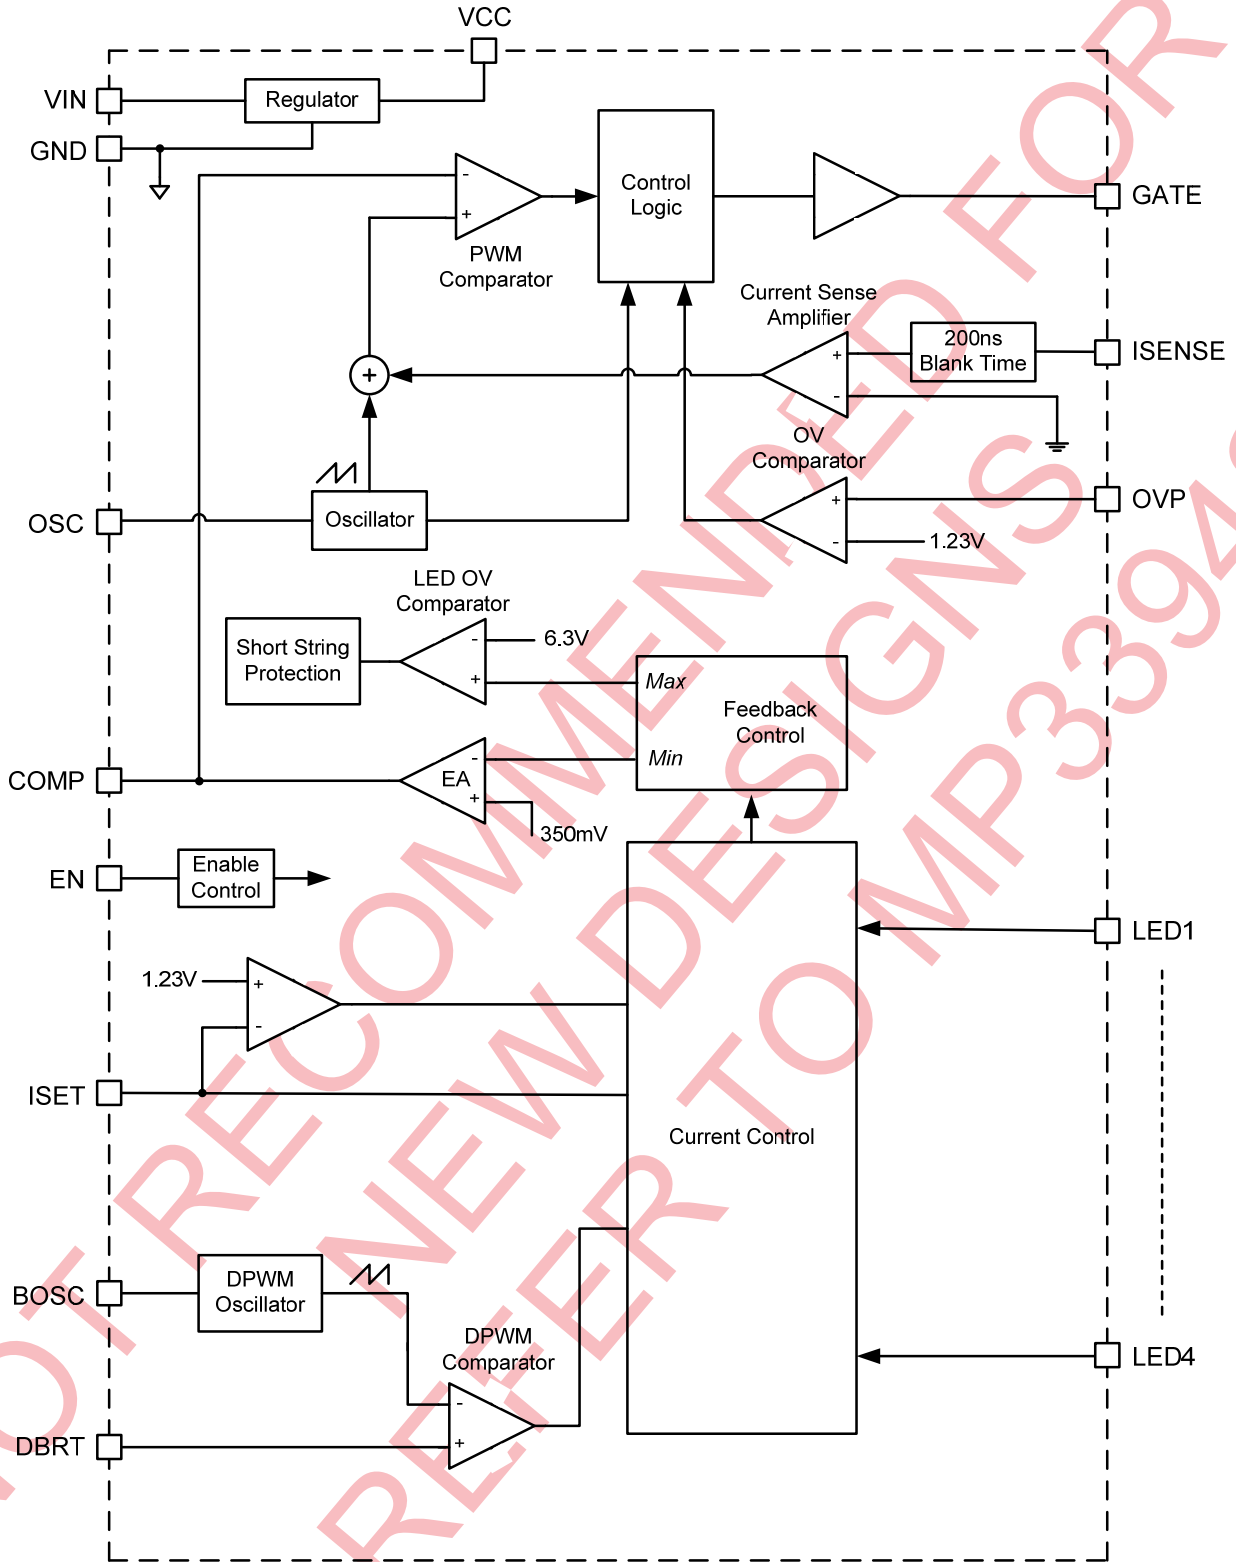 VCC
VIN
Regulator
GND
Control
Logic
-
+
PWM
Comparator
GATE
Current Sense
Amplifier
200ns
Blank Time
ISENSE
+
-
+
OV
Comparator
OSC
Oscillator
+
-
1.23V
OVP
LED OV
Comparator
Short String
Protection
-
+
6.3V
Max
Feedback
Control
Min
COMP
EA
-
+
350mV
EN
Enable
Control
LED1
1.23V
+
-
ISET
Current Control
BOSC
DPWM
Oscillator
DPWM
Comparator
-
+
LED4
DBRT
NOT RECOMMENDED FOR
NEW DESIGNS
REFER TO MP3394